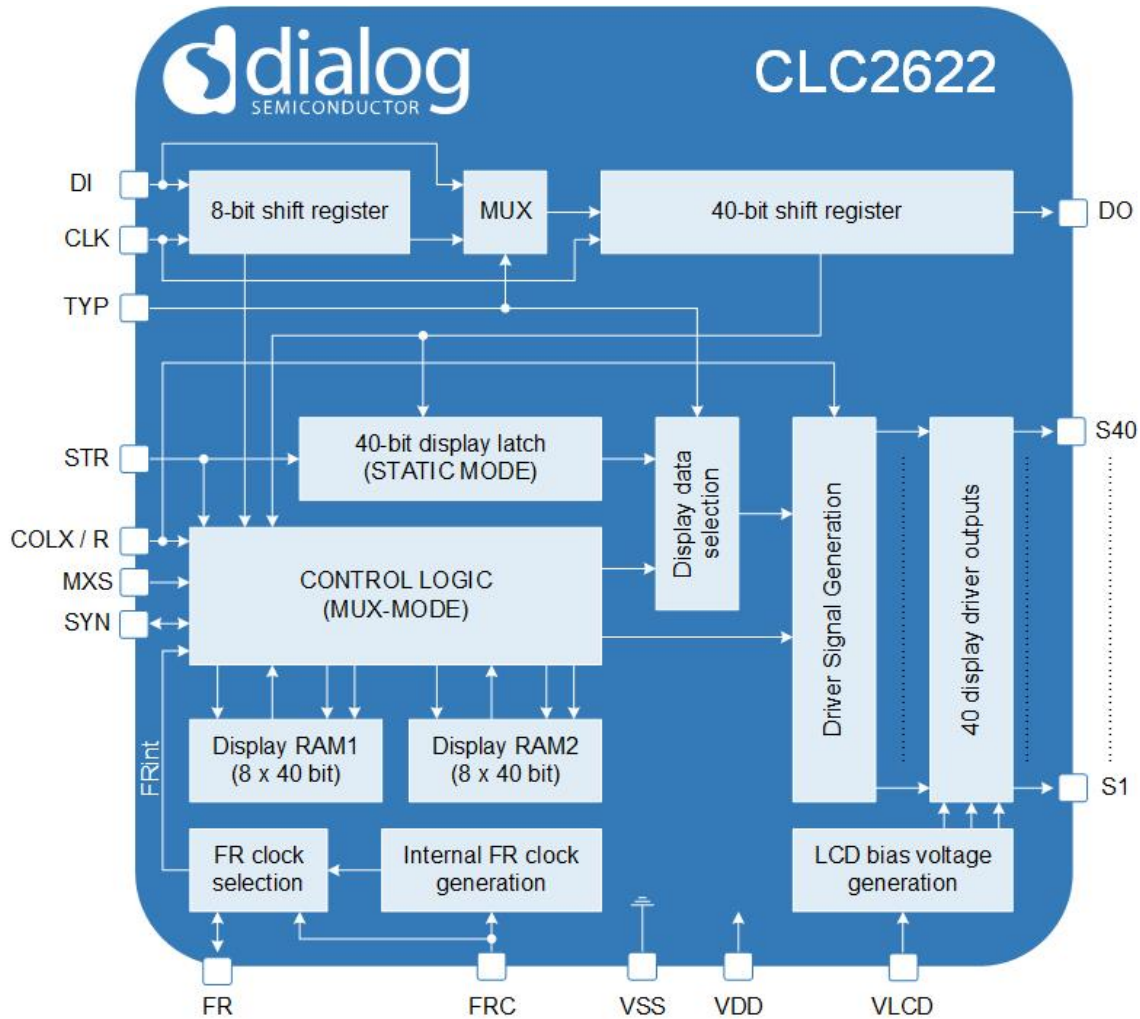 dialog
SEMICONDUCTOR
CLC2622
DI
CLK
TYP
STR
COLX / R
MXS
SYN
8-bit shift register
MUX
40-bit shift register
DO
40-bit display latch
(STATIC MODE)
Display data
selection
Driver Signal Generation
40 display driver outputs
S40
S1
CONTROL LOGIC
(MUX-MODE)
Display RAM1
(8 x 40 bit)
Display RAM2
(8 x 40 bit)
FRint
FR clock
selection
Internal FR clock
generation
LCD bias voltage
generation
FR
FRC
VSS
VDD
VLCD